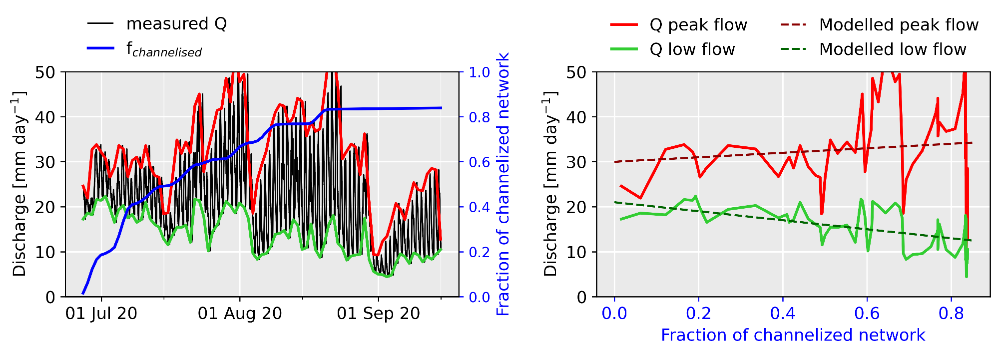 measured Q
f_channelised
50
40
30
20
10
0
Discharge [mm day⁻¹]
01 Jul 20
01 Aug 20
01 Sep 20
1.0
0.8
0.6
0.4
0.2
0.0
Fraction of channelized network
Q peak flow
Q low flow
Modelled peak flow
Modelled low flow
50
40
30
20
10
0
Discharge [mm day⁻¹]
0.0
0.2
0.4
0.6
0.8
Fraction of channelized network